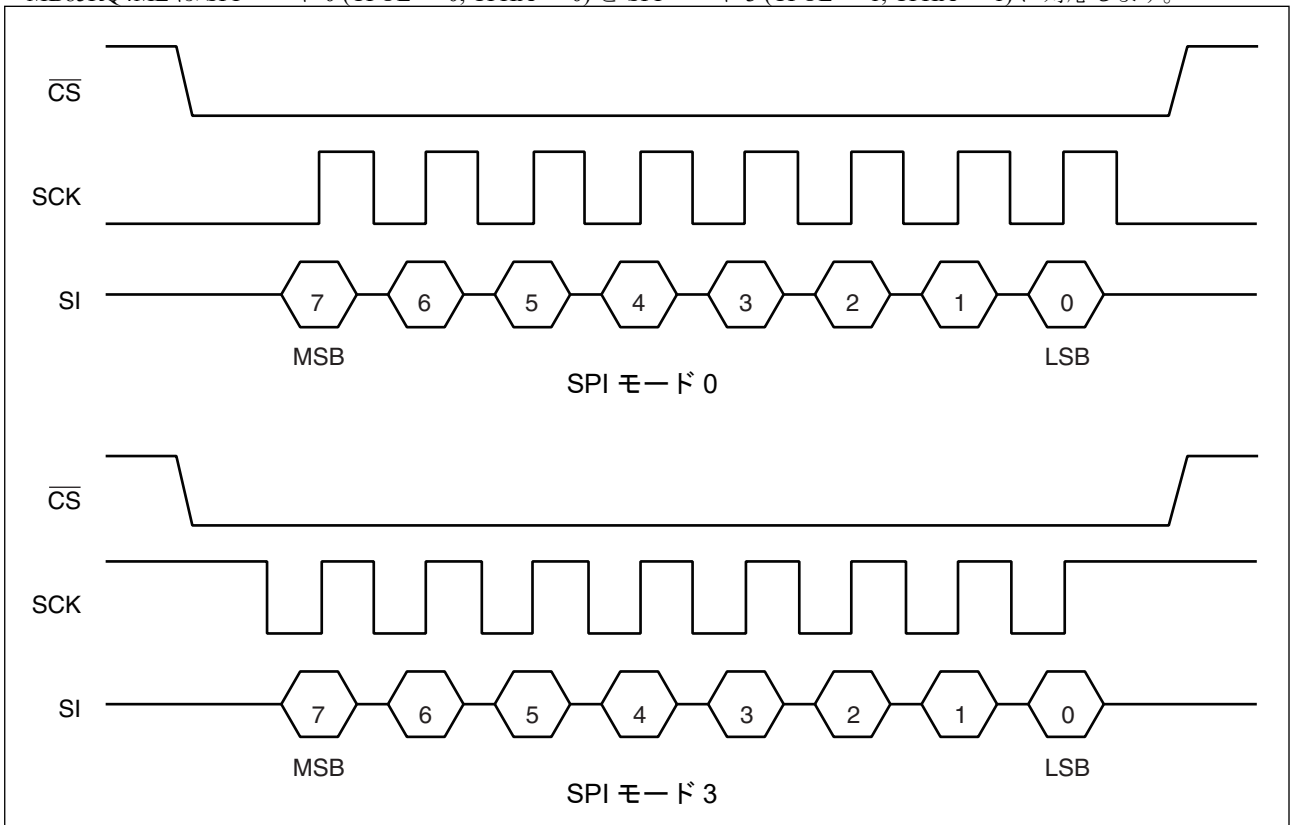 CS
SCK
SI
7 6 5 4 3 2 1 0
MSB LSB
SPI モード 0
CS
SCK
SI
7 6 5 4 3 2 1 0
MSB LSB
SPI モード 3